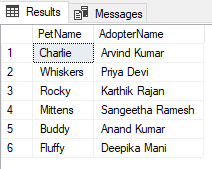 Results Messages
PetName AdopterName
1 Charlie Arvind Kumar
2 Whiskers Priya Devi
3 Rocky Karthik Rajan
4 Mittens Sangeetha Ramesh
5 Buddy Anand Kumar
6 Fluffy Deepika Mani